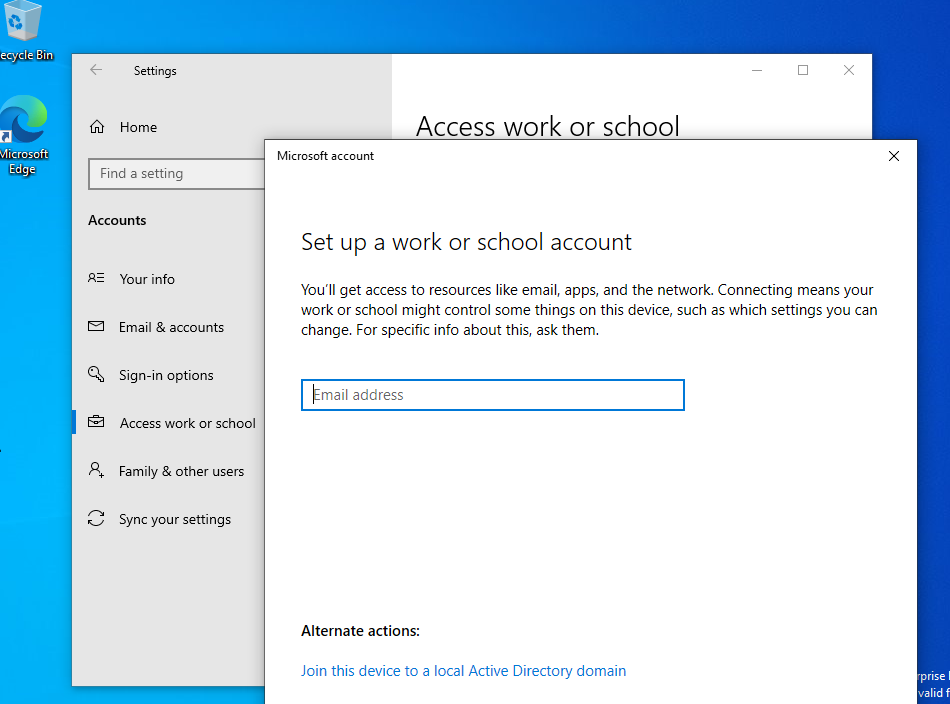 ecycle Bin
Microsoft
Edge
Settings
Home
Find a setting
Accounts
Your info
Email & accounts
Sign-in options
Access work or school
Family & other users
Sync your settings
Access work or school
Microsoft account
Set up a work or school account
You'll get access to resources like email, apps, and the network. Connecting means your
work or school might control some things on this device, such as which settings you can
change. For specific info about this, ask them.
Email address
Alternate actions:
Join this device to a local Active Directory domain
rprise
valid f